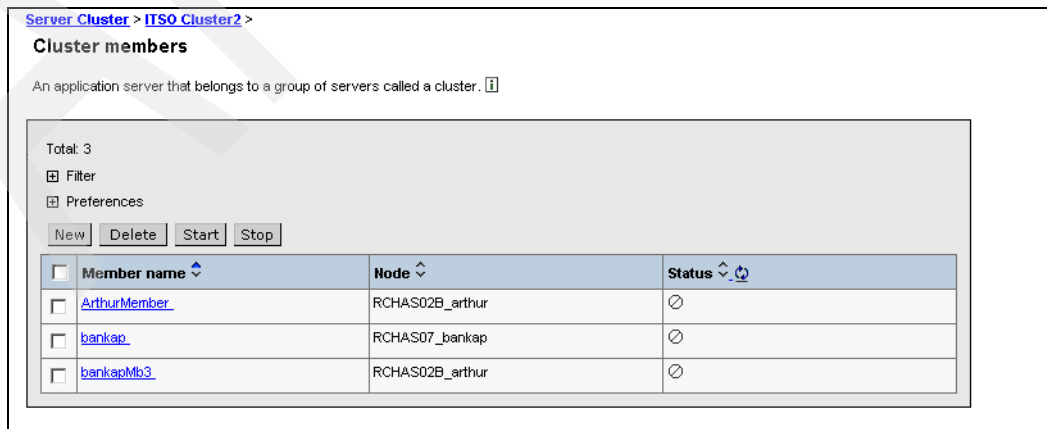 Server Cluster > ITSO Cluster2 >
Cluster members
An application server that belongs to a group of servers called a cluster. i
Total: 3
Filter
Preferences
New Delete Start Stop
Member name Node Status
ArthurMember RCHAS02B_arthur
bankap RCHAS07_bankap
bankapMb3 RCHAS02B_arthur